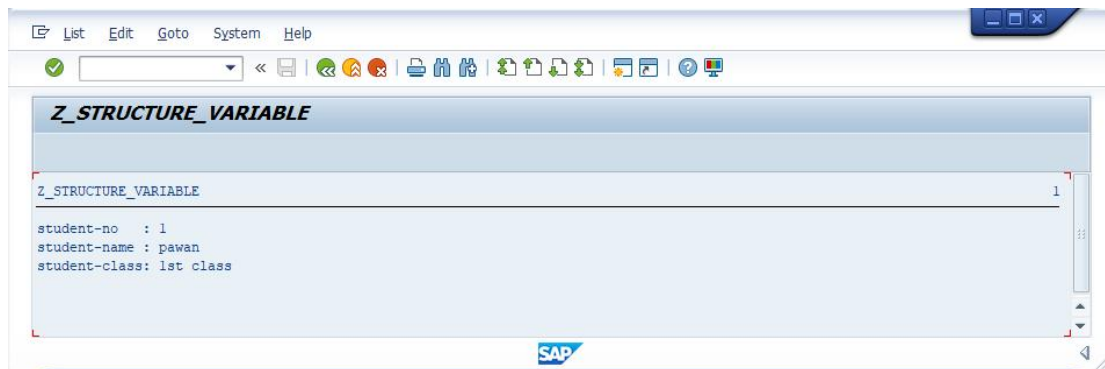 List Edit Goto System Help
Z_STRUCTURE_VARIABLE
Z_STRUCTURE_VARIABLE 1
student-no : 1
student-name : pawan
student-class: 1st class
SAP